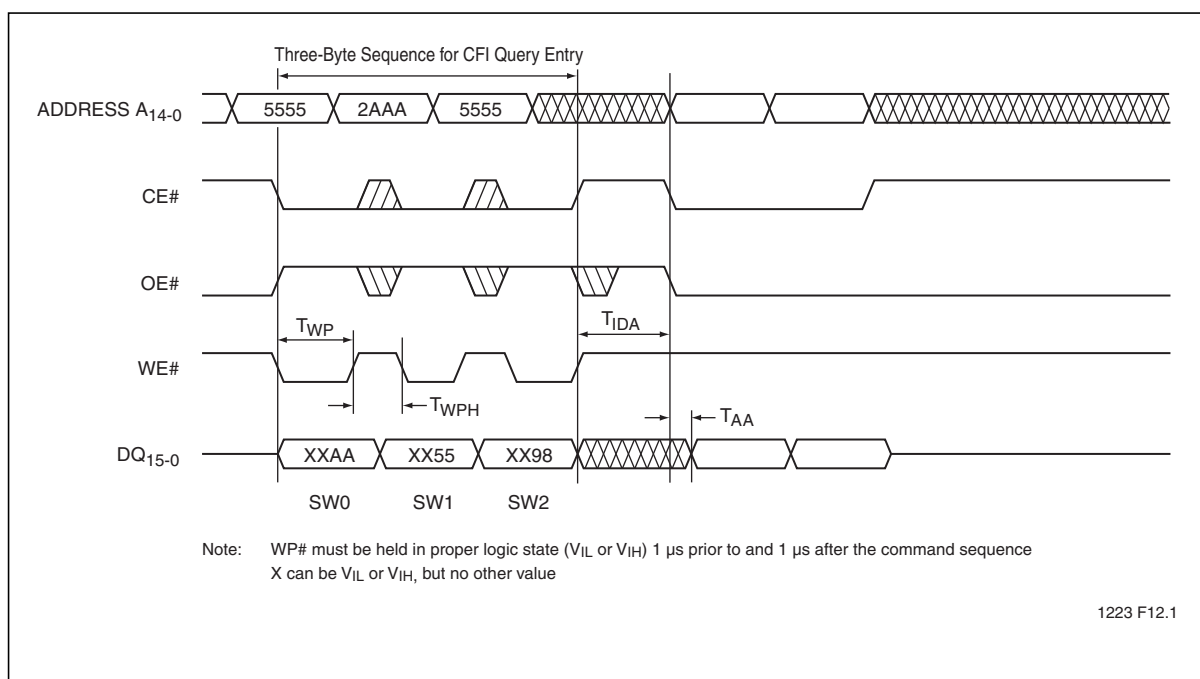 Three-Byte Sequence for CFI Query Entry
ADDRESS A14-0
5555 2AAA 5555
CE#
OE#
TWP
TIDA
WE#
TWPH
TAA
DQ15-0
XXAA XX55 XX98
SW0 SW1 SW2
Note: WP# must be held in proper logic state (VIL or VIH) 1 µs prior to and 1 µs after the command sequence
X can be VIL or VIH, but no other value
1223 F12.1